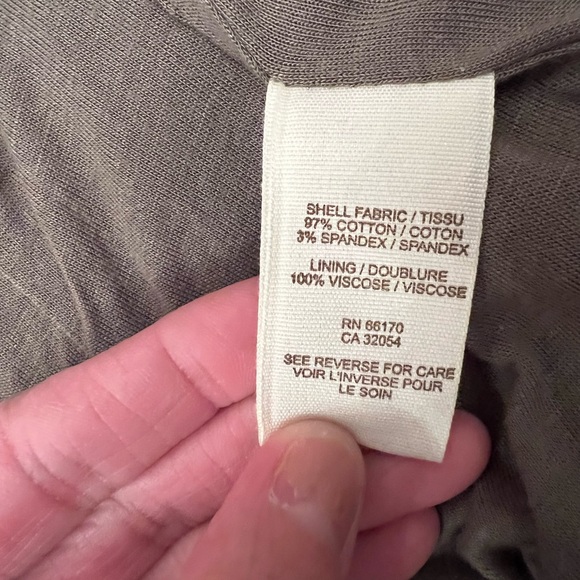 SHELL FABRIC / TISSU
97% COTTON / COTON
3% SPANDEX / SPANDEX
LINING / DOUBLURE
100% VISCOSE / VISCOSE
RN 66170
CA 32054
SEE REVERSE FOR CARE
VOIR L'INVERSE POUR
LE SOIN